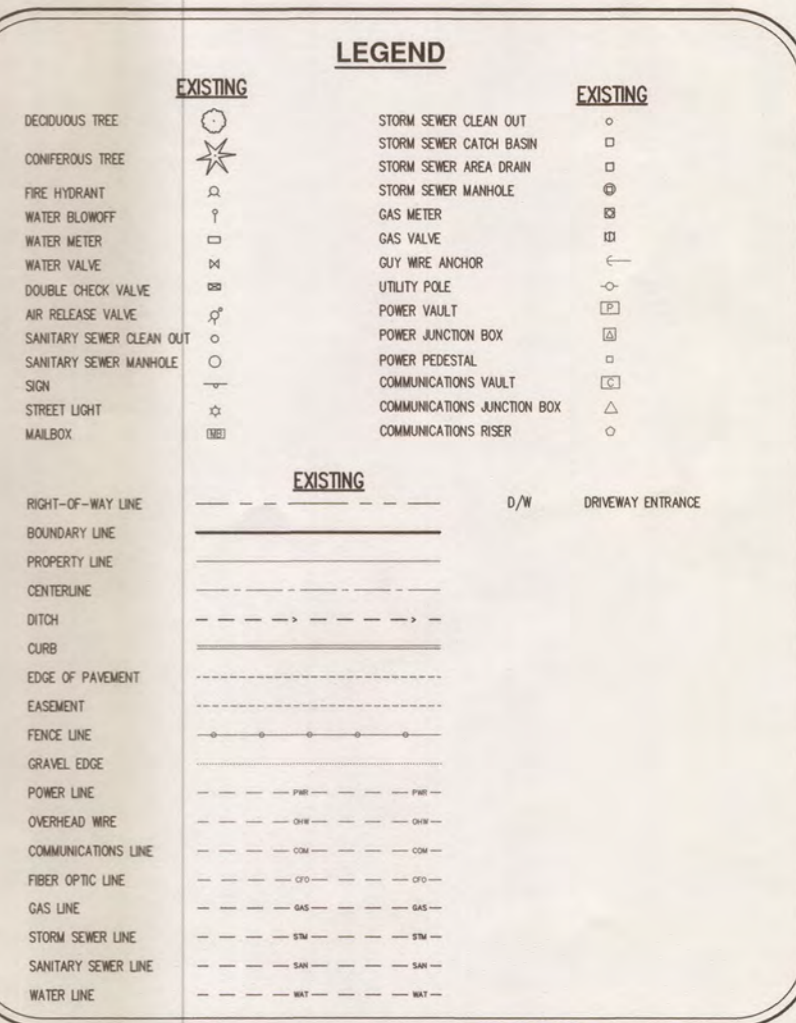 LEGEND
EXISTING
DECIDUOUS TREE
CONIFEROUS TREE
FIRE HYDRANT
WATER BLOWOFF
WATER METER
WATER VALVE
DOUBLE CHECK VALVE
AIR RELEASE VALVE
SANITARY SEWER CLEAN OUT
SANITARY SEWER MANHOLE
SIGN
STREET LIGHT
MAILBOX MB
EXISTING
STORM SEWER CLEAN OUT
STORM SEWER CATCH BASIN
STORM SEWER AREA DRAIN
STORM SEWER MANHOLE
GAS METER
GAS VALVE
GUY WIRE ANCHOR
UTILITY POLE
POWER VAULT P
POWER JUNCTION BOX
POWER PEDESTAL
COMMUNICATIONS VAULT C
COMMUNICATIONS JUNCTION BOX
COMMUNICATIONS RISER
EXISTING
RIGHT-OF-WAY LINE
D/W DRIVEWAY ENTRANCE
BOUNDARY LINE
PROPERTY LINE
CENTERLINE
DITCH
CURB
EDGE OF PAVEMENT
EASEMENT
FENCE LINE
GRAVEL EDGE
POWER LINE PWR PWR
OVERHEAD WIRE OHW OHW
COMMUNICATIONS LINE COM COM
FIBER OPTIC LINE CFO CFO
GAS LINE GAS GAS
STORM SEWER LINE STM STM
SANITARY SEWER LINE SAN SAN
WATER LINE WAT WAT